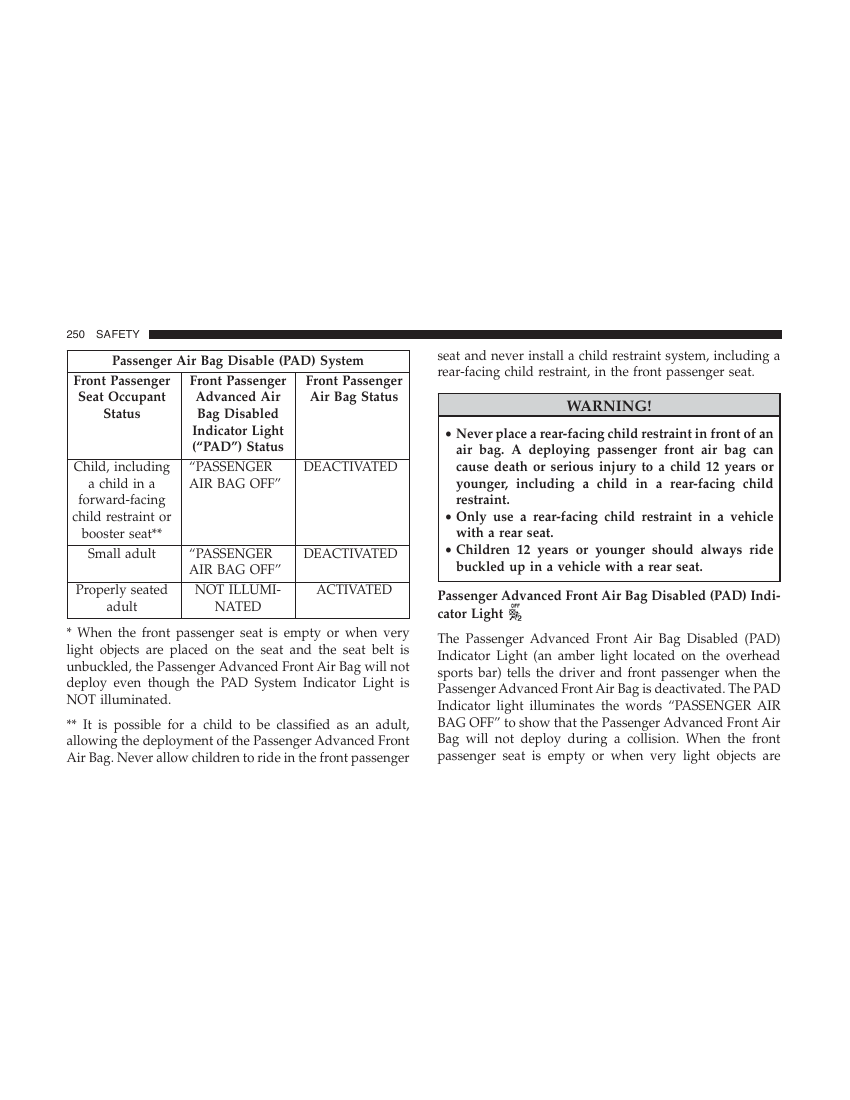 250 SAFETY
Passenger Air Bag Disable (PAD) System
Front Passenger
Seat Occupant
Status
Front Passenger
Advanced Air
Bag Disabled
Indicator Light
(“PAD”) Status
Front Passenger
Air Bag Status
Child, including
a child in a
forward-facing
child restraint or
booster seat**
“PASSENGER
AIR BAG OFF”
DEACTIVATED
Small adult
“PASSENGER
AIR BAG OFF”
DEACTIVATED
Properly seated
adult
NOT ILLUMI-
NATED
ACTIVATED
* When the front passenger seat is empty or when very
light objects are placed on the seat and the seat belt is
unbuckled, the Passenger Advanced Front Air Bag will not
deploy even though the PAD System Indicator Light is
NOT illuminated.
** It is possible for a child to be classified as an adult,
allowing the deployment of the Passenger Advanced Front
Air Bag. Never allow children to ride in the front passenger
seat and never install a child restraint system, including a
rear-facing child restraint, in the front passenger seat.
WARNING!
• Never place a rear-facing child restraint in front of an
air bag. A deploying passenger front air bag can
cause death or serious injury to a child 12 years or
younger, including a child in a rear-facing child
restraint.
• Only use a rear-facing child restraint in a vehicle
with a rear seat.
• Children 12 years or younger should always ride
buckled up in a vehicle with a rear seat.
Passenger Advanced Front Air Bag Disabled (PAD) Indi-
cator Light OFF 2
The Passenger Advanced Front Air Bag Disabled (PAD)
Indicator Light (an amber light located on the overhead
sports bar) tells the driver and front passenger when the
Passenger Advanced Front Air Bag is deactivated. The PAD
Indicator light illuminates the words “PASSENGER AIR
BAG OFF” to show that the Passenger Advanced Front Air
Bag will not deploy during a collision. When the front
passenger seat is empty or when very light objects are